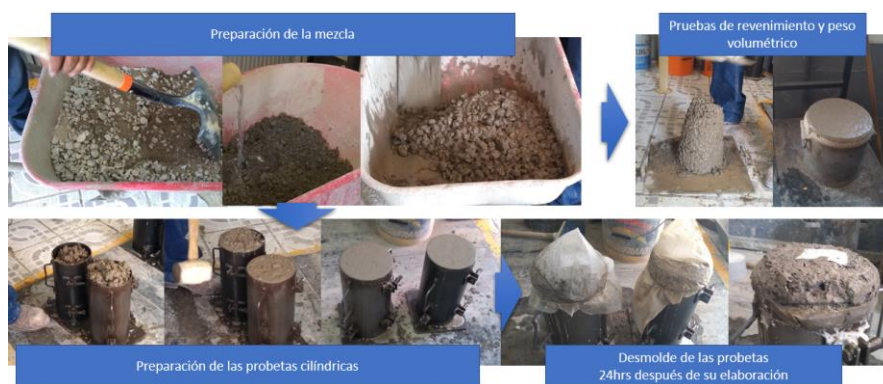 Preparación de la mezcla
Pruebas de revenimiento y peso
volumétrico
Preparación de las probetas cilíndricas
Desmolde de las probetas
24hrs después de su elaboración